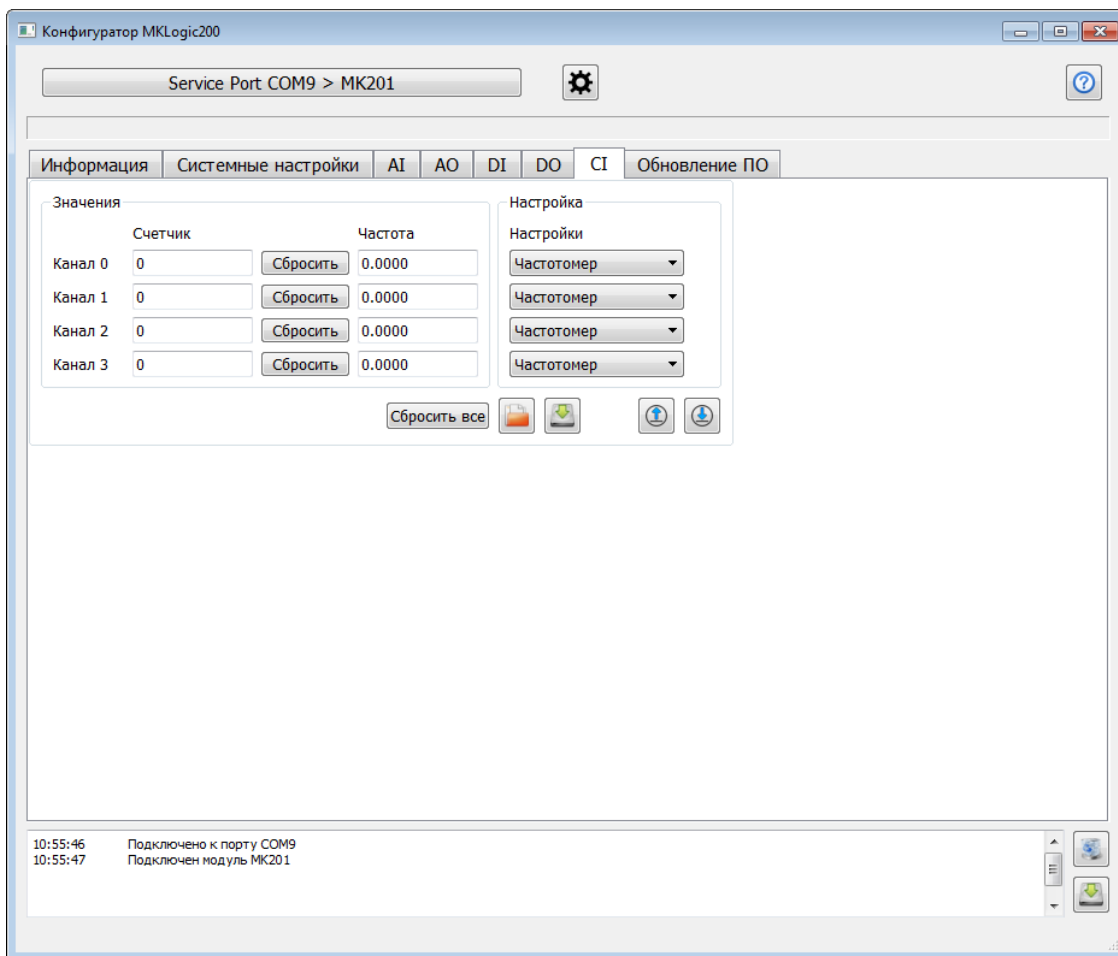 Конфигуратор MKLogic200
Service Port COM9 > MK201
Информация Системные настройки AI AO DI DO CI Обновление ПО
Значения Настройка
Счетчик Частота Настройки
Канал 0 0 Сбросить 0.0000 Частотомер
Канал 1 0 Сбросить 0.0000 Частотомер
Канал 2 0 Сбросить 0.0000 Частотомер
Канал 3 0 Сбросить 0.0000 Частотомер
Сбросить все
10:55:46 Подключено к порту COM9
10:55:47 Подключен модуль MK201